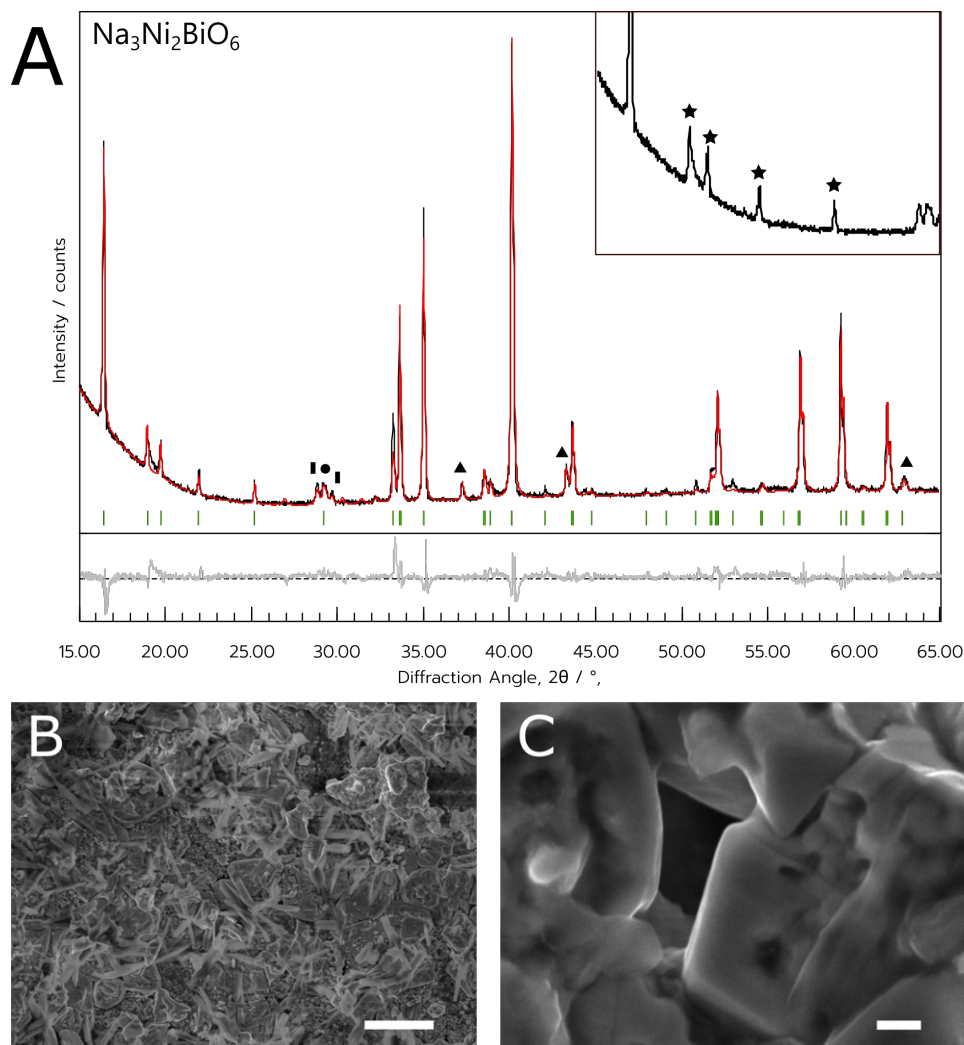 A
Na₃Ni₂BiO₆
Intensity / counts
15.00 20.00 25.00 30.00 35.00 40.00 45.00 50.00 55.00 60.00 65.00
Diffraction Angle, 2θ / °,
B
C